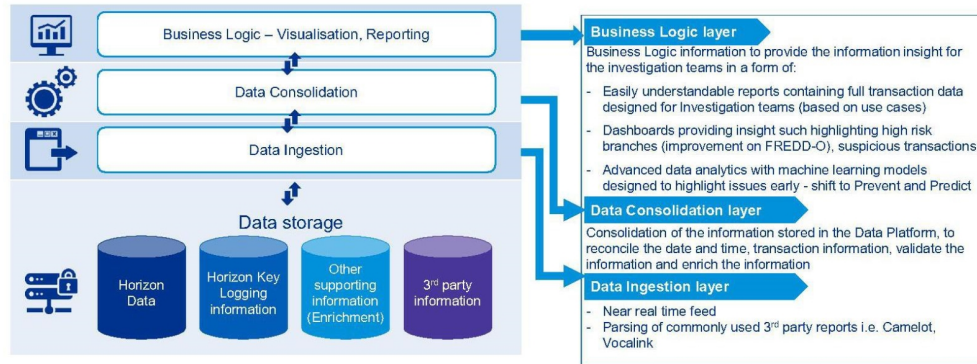 Business Logic – Visualisation, Reporting
Data Consolidation
Data Ingestion
Data storage
Horizon
Data
Horizon Key
Logging
information
Other
supporting
information
(Enrichment)
3rd party
information
Business Logic layer
Business Logic information to provide the information insight for
the investigation teams in a form of:
- Easily understandable reports containing full transaction data
designed for Investigation teams (based on use cases)
- Dashboards providing insight such highlighting high risk
branches (improvement on FREDD-O), suspicious transactions
- Advanced data analytics with machine learning models
designed to highlight issues early - shift to Prevent and Predict
Data Consolidation layer
Consolidation of the information stored in the Data Platform, to
reconcile the date and time, transaction information, validate the
information and enrich the information
Data Ingestion layer
- Near real time feed
- Parsing of commonly used 3rd party reports i.e. Camelot,
Vocalink